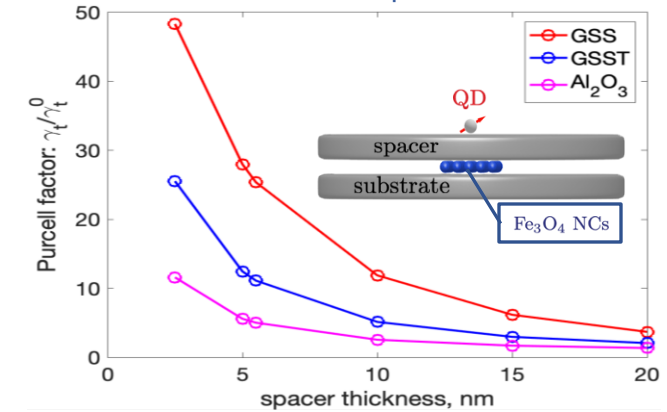 50
40
30
20
10
0
Purcell factor: γₜ/γₜ⁰
0
5
10
15
20
spacer thickness, nm
GSS
GSST
Al₂O₃
QD
spacer
substrate
Fe₃O₄ NCs